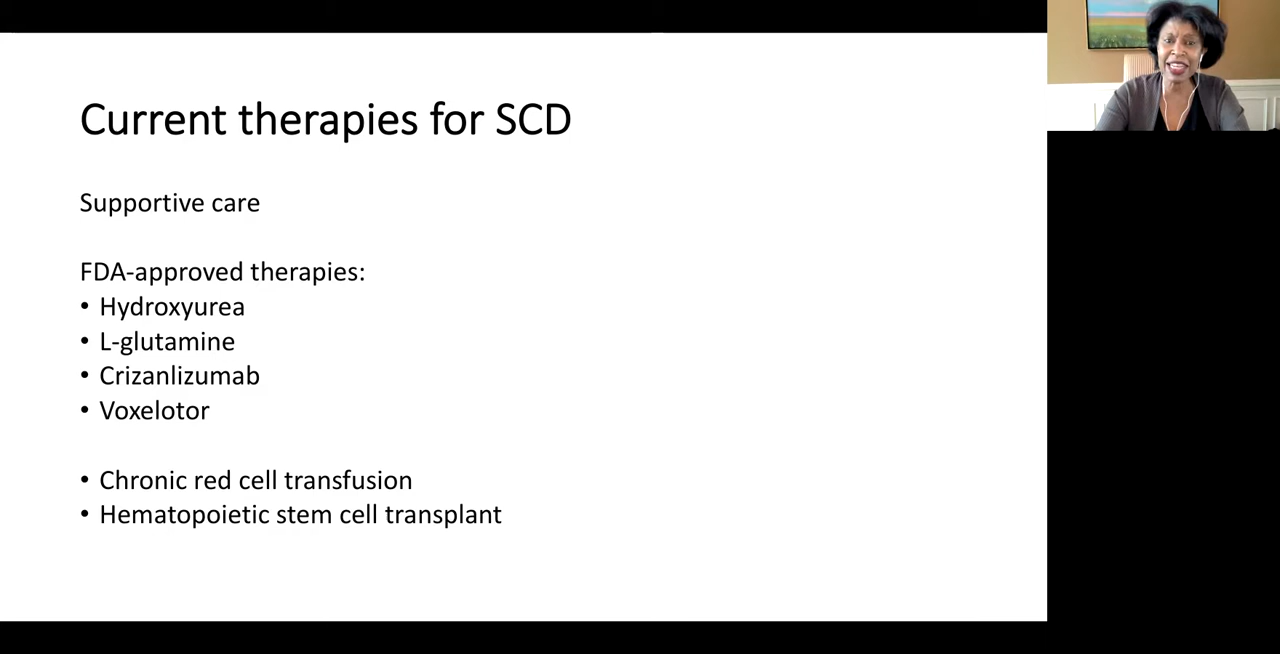 Current therapies for SCD
Supportive care
FDA-approved therapies:
• Hydroxyurea
• L-glutamine
• Crizanlizumab
• Voxelotor
• Chronic red cell transfusion
• Hematopoietic stem cell transplant